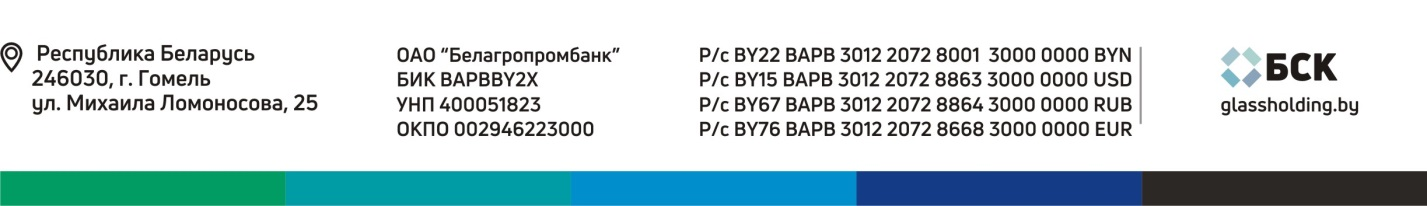 Республика Беларусь
246030, г. Гомель
ул. Михаила Ломоносова, 25
ОАО “Белагропромбанк”
БИК BAPBBY2X
УНП 400051823
ОКПО 002946223000
Р/с BY22 BAPB 3012 2072 8001 3000 0000 BYN
Р/с BY15 BAPB 3012 2072 8863 3000 0000 USD
Р/с BY67 BAPB 3012 2072 8864 3000 0000 RUB
Р/с BY76 BAPB 3012 2072 8668 3000 0000 EUR
БСК
glassholding.by